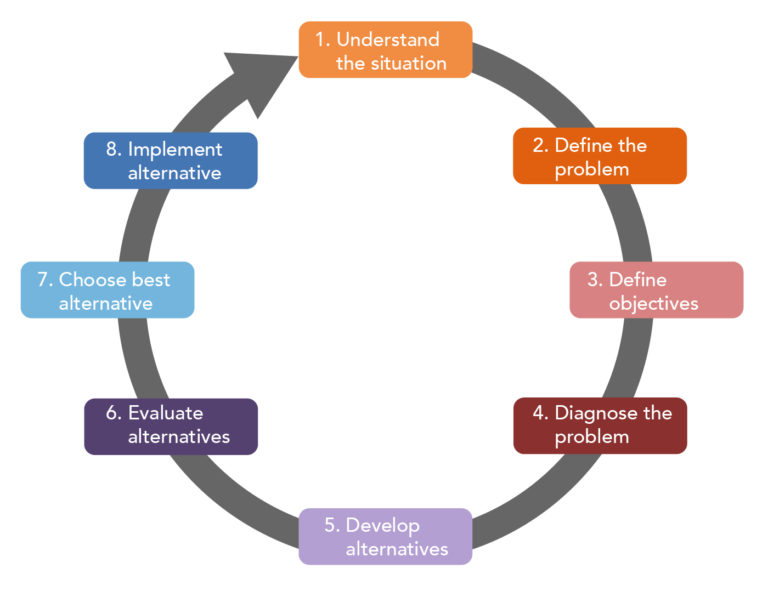 1. Understand
the situation
2. Define the
problem
3. Define
objectives
4. Diagnose the
problem
5. Develop
alternatives
6. Evaluate
alternatives
7. Choose best
alternative
8. Implement
alternative